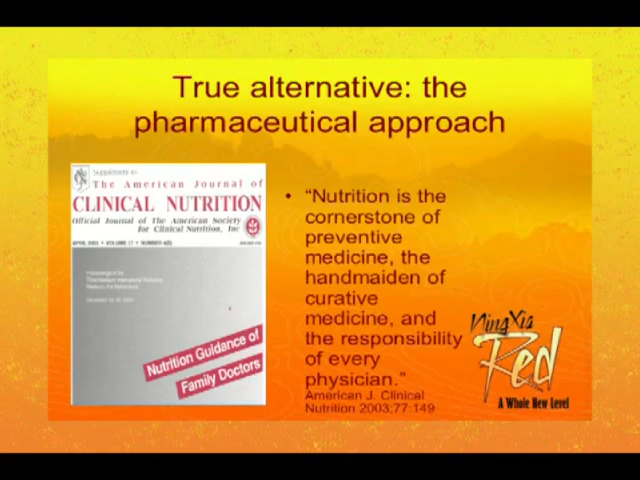 True alternative: the
pharmaceutical approach
Supplement to
The American Journal of
CLINICAL NUTRITION
Official Journal of The American Society
for Clinical Nutrition, Inc
Nutrition Guidance of
Family Doctors
• “Nutrition is the
cornerstone of
preventive
medicine, the
handmaiden of
curative
medicine, and
the responsibility
of every
physician.”
American J. Clinical
Nutrition 2003;77:149
NingXia
Red
A Whole New Level